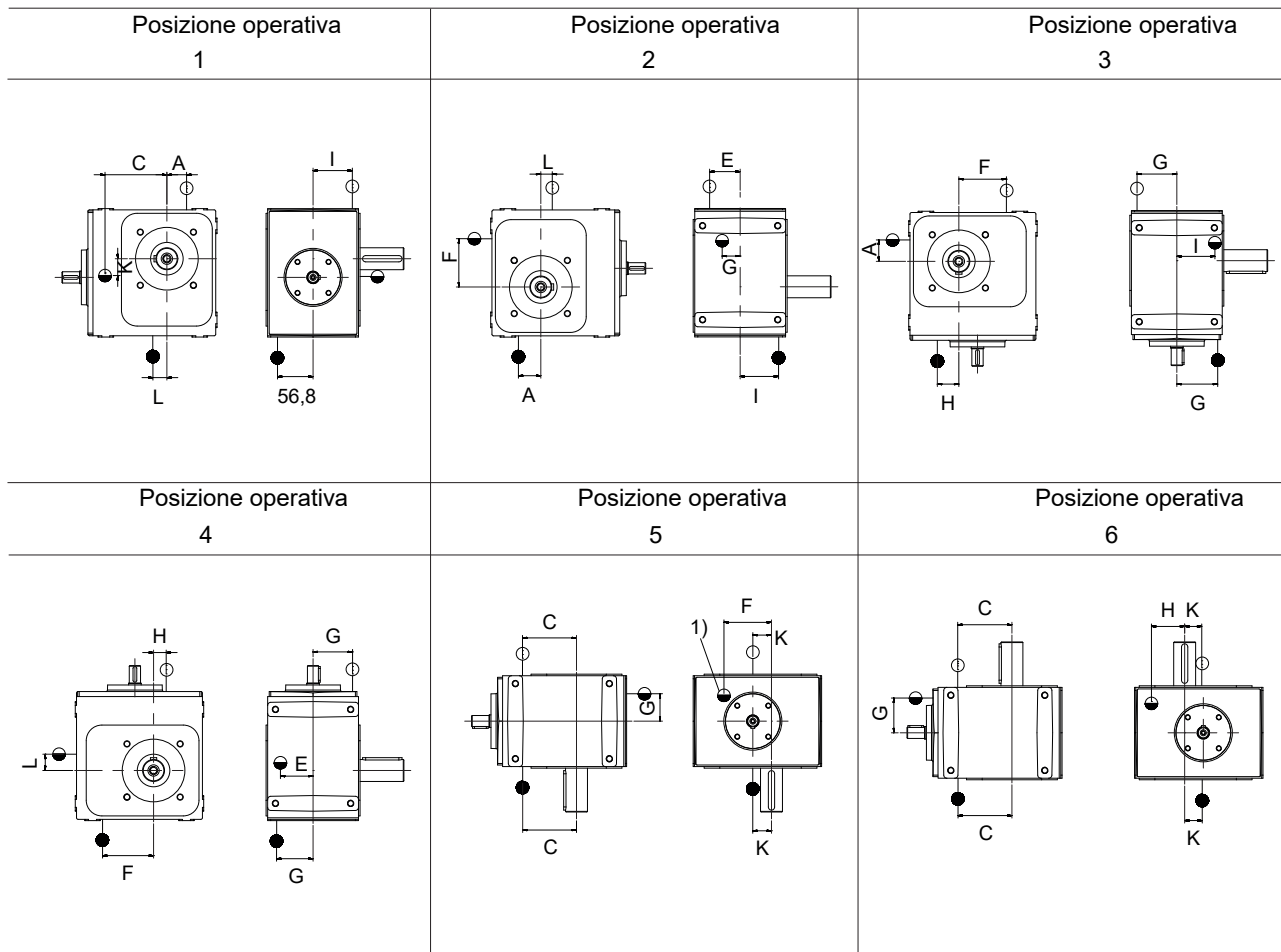 Posizione operativa
1
Posizione operativa
2
Posizione operativa
3
C A
I
K
L
56,8
L
E
F
G
A
I
F
G
A
I
H
G
Posizione operativa
4
Posizione operativa
5
Posizione operativa
6
H
G
L
E
F
G
C
F
1)
K
G
C
K
C
H K
G
C
K